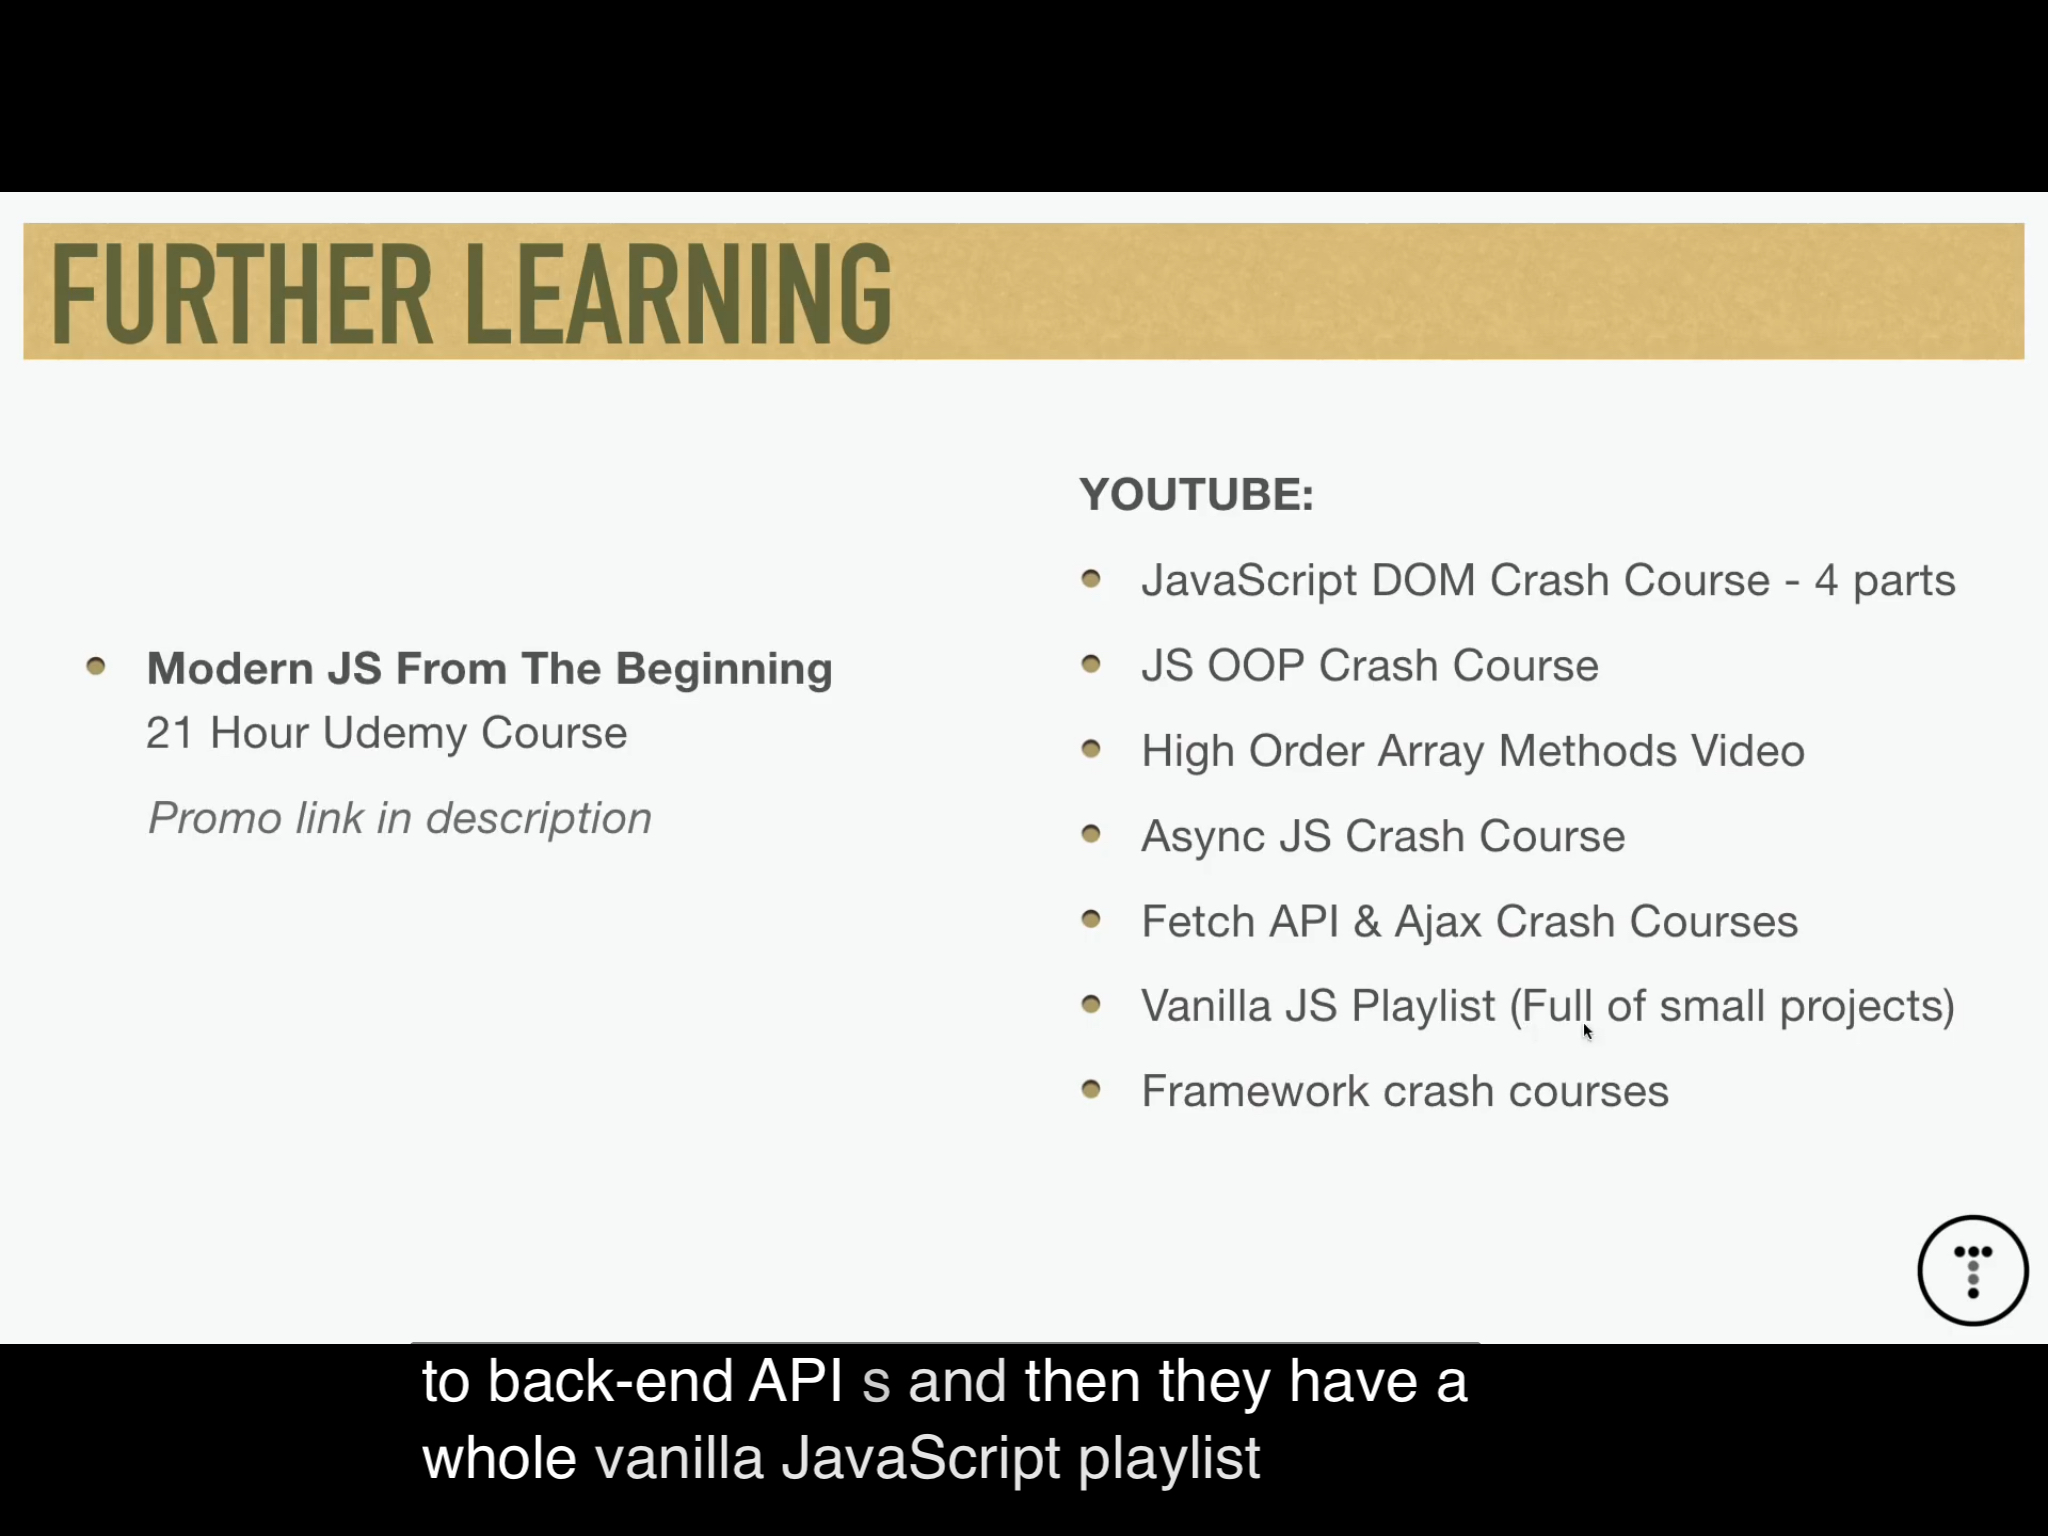 FURTHER LEARNING
Modern JS From The Beginning
21 Hour Udemy Course
Promo link in description
YOUTUBE:
JavaScript DOM Crash Course - 4 parts
JS OOP Crash Course
High Order Array Methods Video
Async JS Crash Course
Fetch API & Ajax Crash Courses
Vanilla JS Playlist (Full of small projects)
Framework crash courses
T
to back-end API s and then they have a
whole vanilla JavaScript playlist